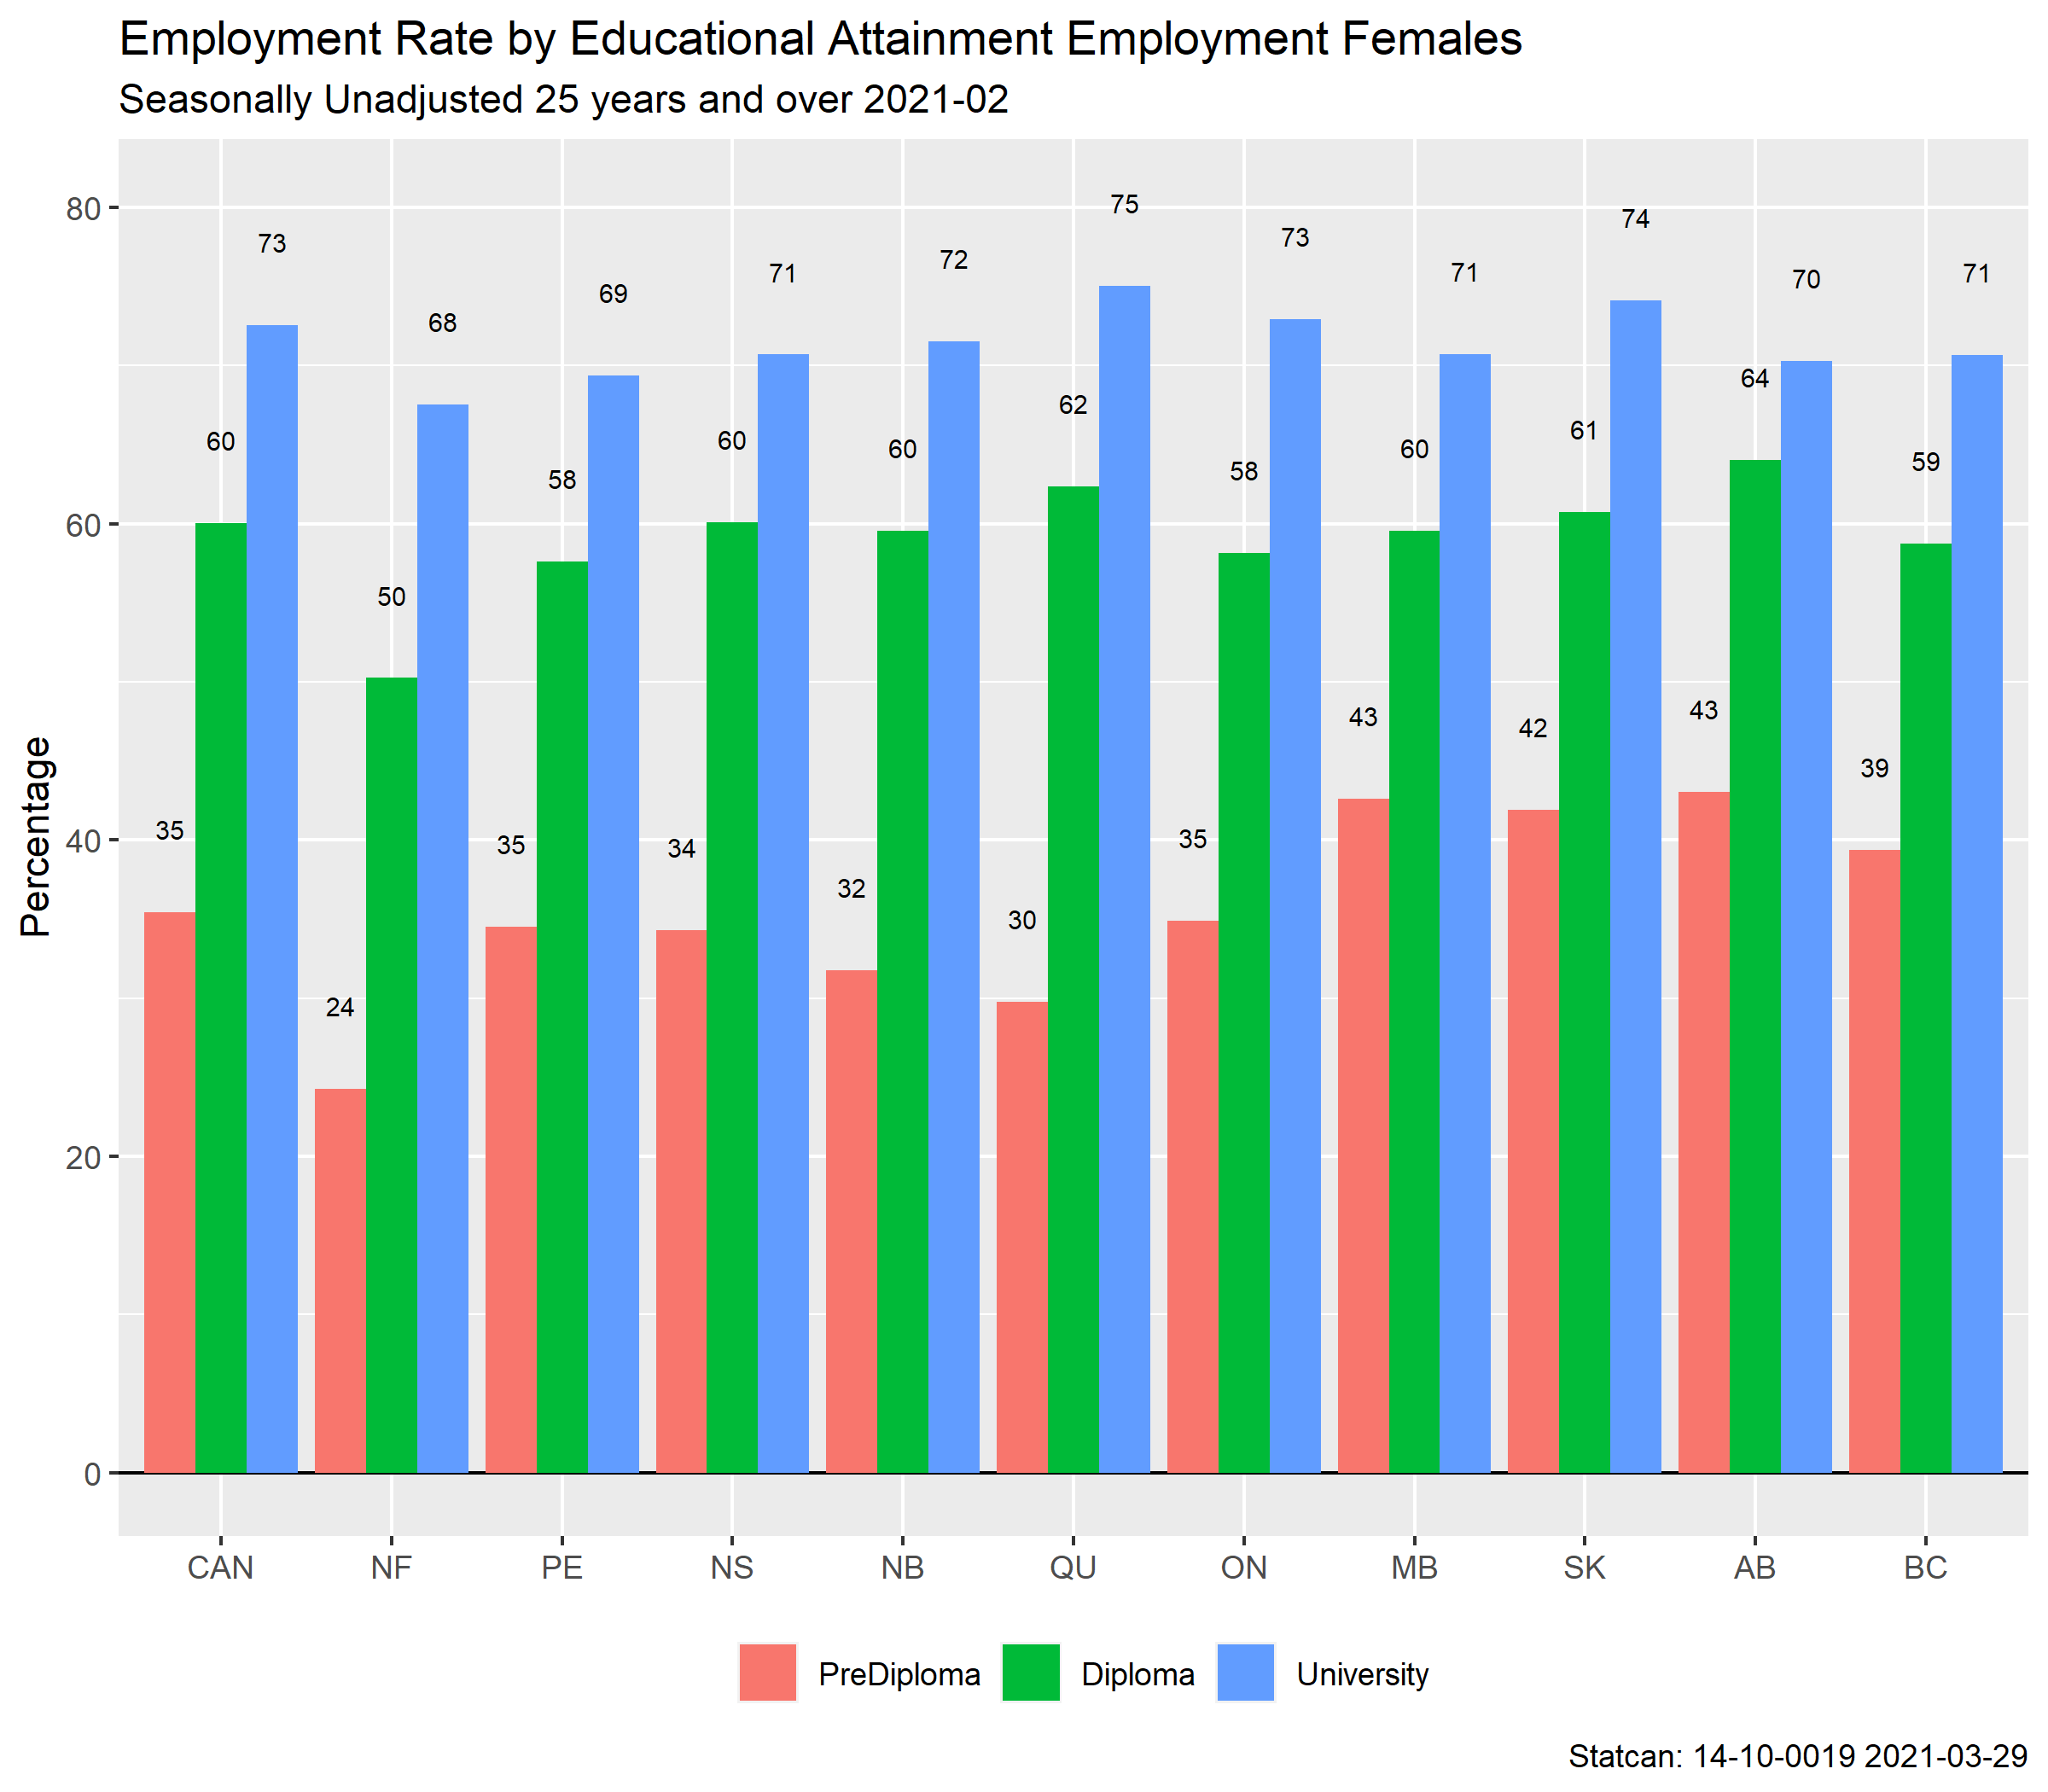 Employment Rate by Educational Attainment Employment Females
Seasonally Unadjusted 25 years and over 2021-02
Percentage
80
60
40
20
0
35 60 73
24 50 68
35 58 69
34 60 71
32 60 72
30 62 75
35 58 73
43 60 71
42 61 74
43 64 70
39 59 71
CAN NF PE NS NB QU ON MB SK AB BC
PreDiploma Diploma University
Statcan: 14-10-0019 2021-03-29